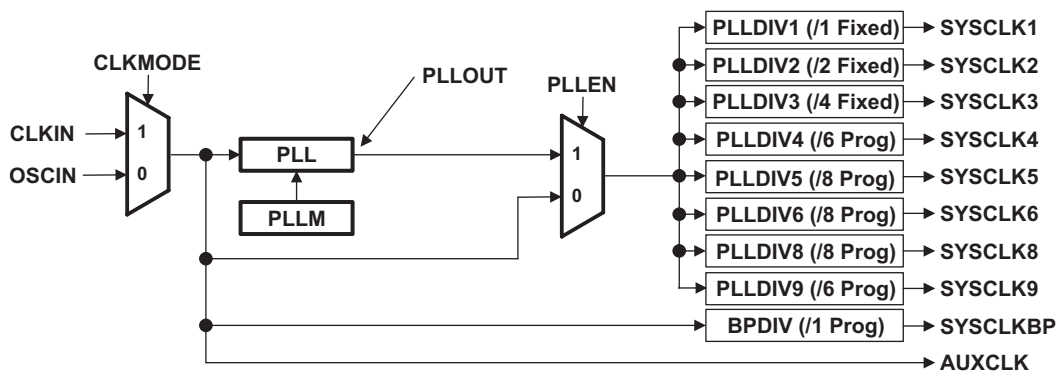 PLLDIV1 (/1 Fixed) SYSCLK1
CLKMODE
PLLOUT
PLLDIV2 (/2 Fixed) SYSCLK2
PLLEN
PLLDIV3 (/4 Fixed) SYSCLK3
CLKIN
1
PLLDIV4 (/6 Prog) SYSCLK4
PLL
1
OSCIN
0
PLLDIV5 (/8 Prog) SYSCLK5
0
PLLM
PLLDIV6 (/8 Prog) SYSCLK6
PLLDIV8 (/8 Prog) SYSCLK8
PLLDIV9 (/6 Prog) SYSCLK9
BPDIV (/1 Prog) SYSCLKBP
AUXCLK